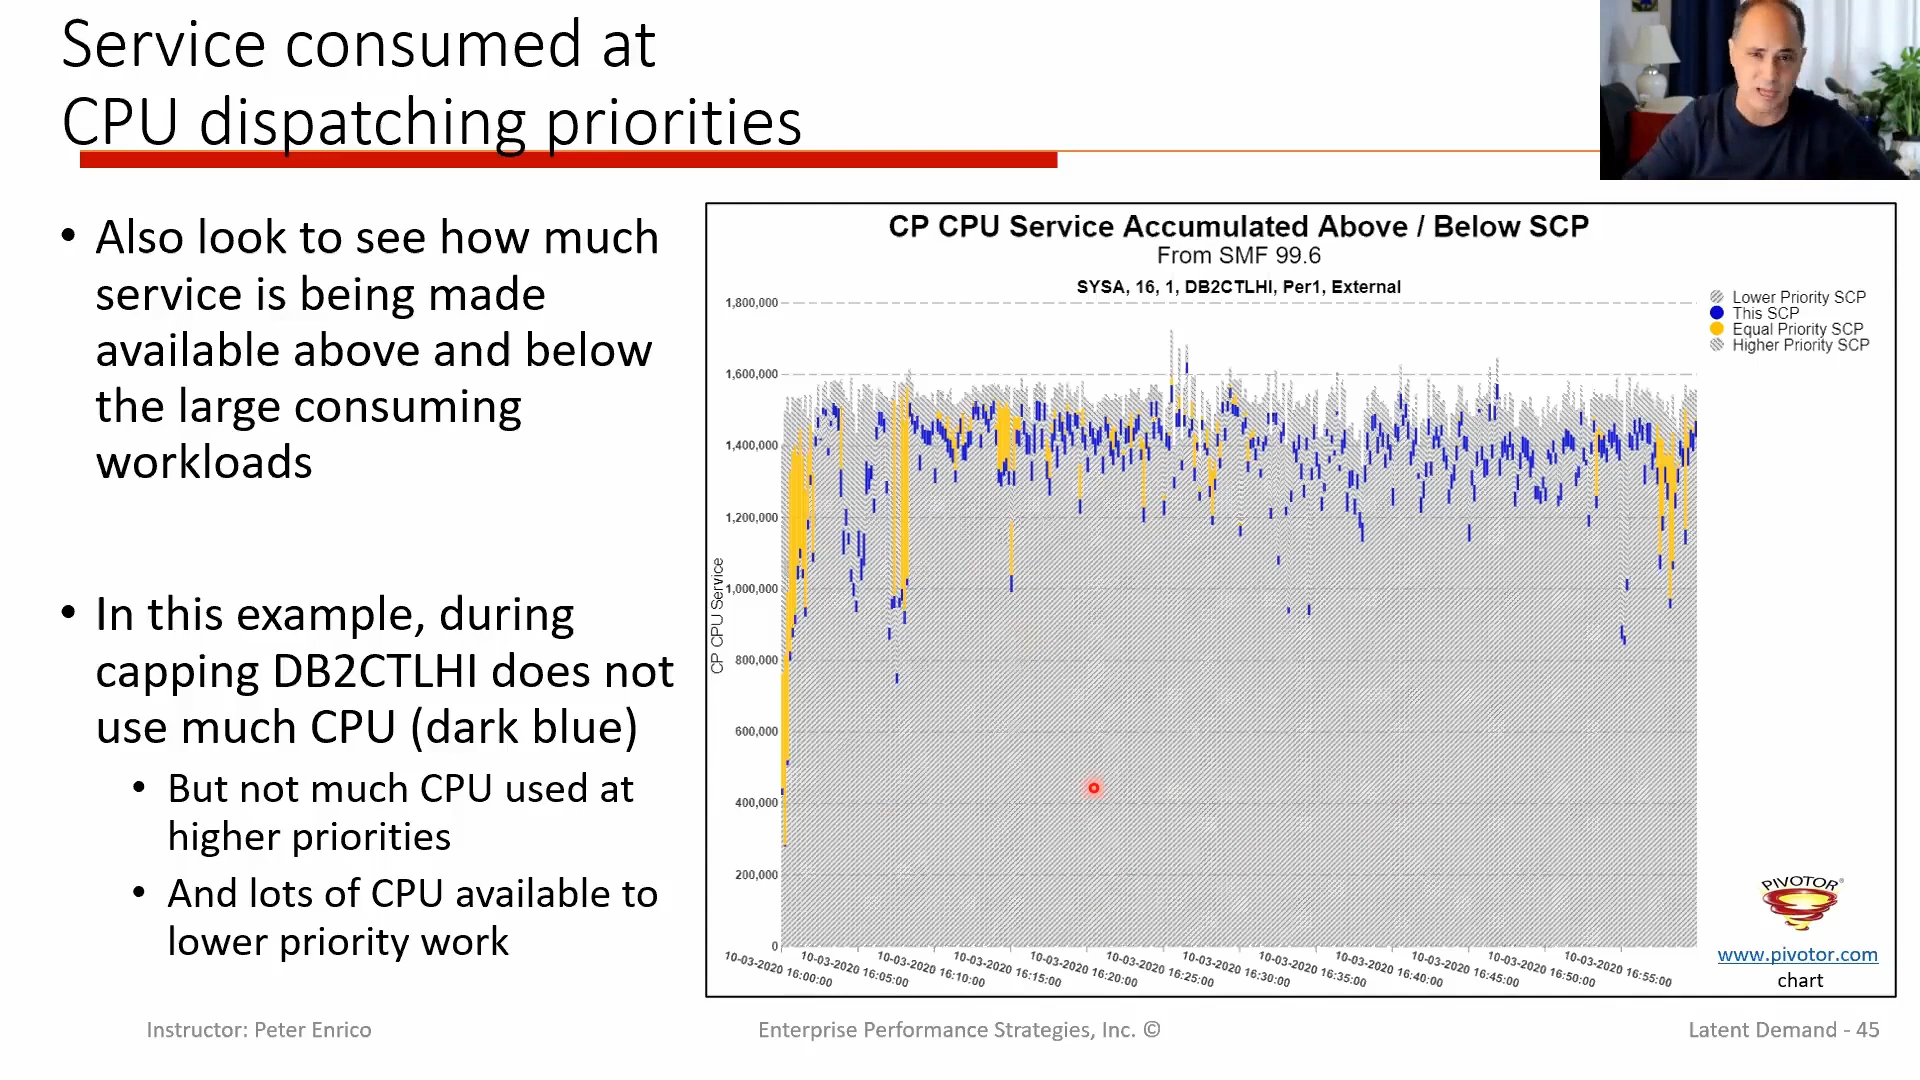 Service consumed at
CPU dispatching priorities
• Also look to see how much
service is being made
available above and below
the large consuming
workloads
• In this example, during
capping DB2CTLHI does not
use much CPU (dark blue)
• But not much CPU used at
higher priorities
• And lots of CPU available to
lower priority work
CP CPU Service Accumulated Above / Below SCP
From SMF 99.6
SYSA, 16, 1, DB2CTLHI, Per1, External
Lower Priority SCP
This SCP
Equal Priority SCP
Higher Priority SCP
CP CPU Service
1,800,000
1,600,000
1,400,000
1,200,000
1,000,000
800,000
600,000
400,000
200,000
0
10-03-2020 16:00:00
10-03-2020 16:05:00
10-03-2020 16:10:00
10-03-2020 16:15:00
10-03-2020 16:20:00
10-03-2020 16:25:00
10-03-2020 16:30:00
10-03-2020 16:35:00
10-03-2020 16:40:00
10-03-2020 16:45:00
10-03-2020 16:50:00
10-03-2020 16:55:00
PIVOTOR®
www.pivotor.com
chart
Instructor: Peter Enrico
Enterprise Performance Strategies, Inc. ©
Latent Demand - 45